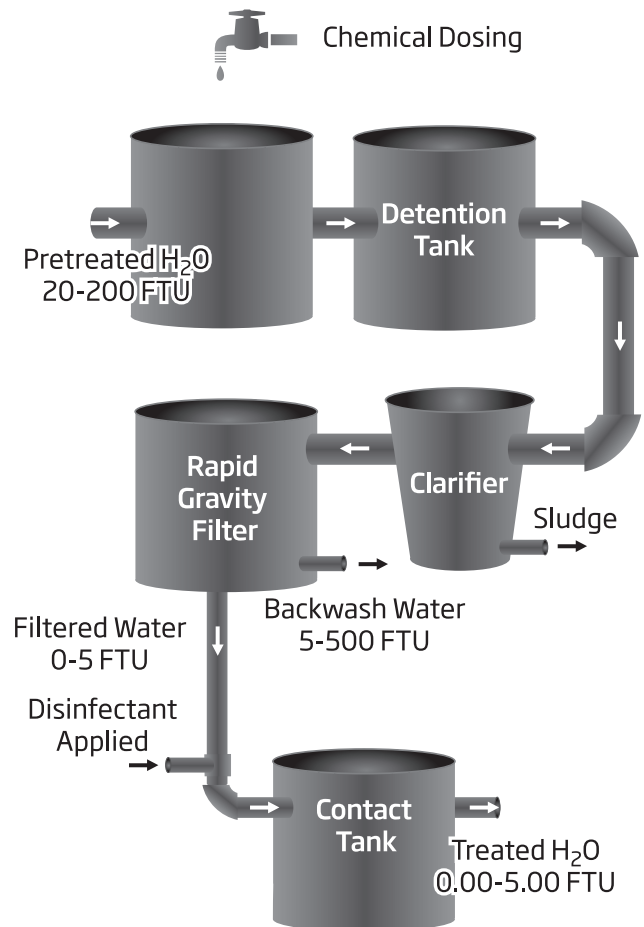 Chemical Dosing
Pretreated H₂O
20-200 FTU
Detention
Tank
Rapid
Gravity
Filter
Clarifier
Sludge
Backwash Water
5-500 FTU
Filtered Water
0-5 FTU
Disinfectant
Applied
Contact
Tank
Treated H₂O
0.00-5.00 FTU